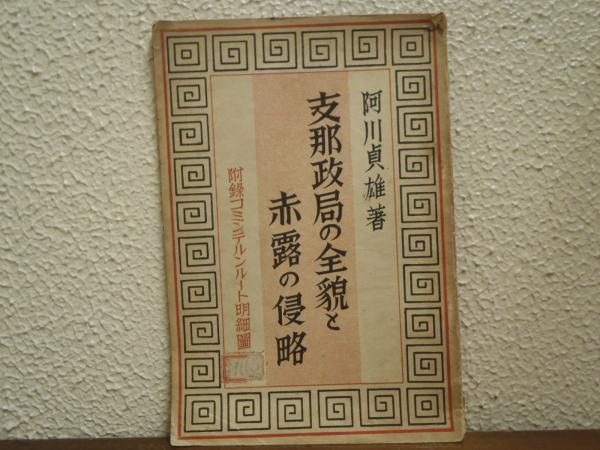 阿川貞雄著
支那政局の全貌と
赤露の侵略
附錄コミンテルンルート明細圖